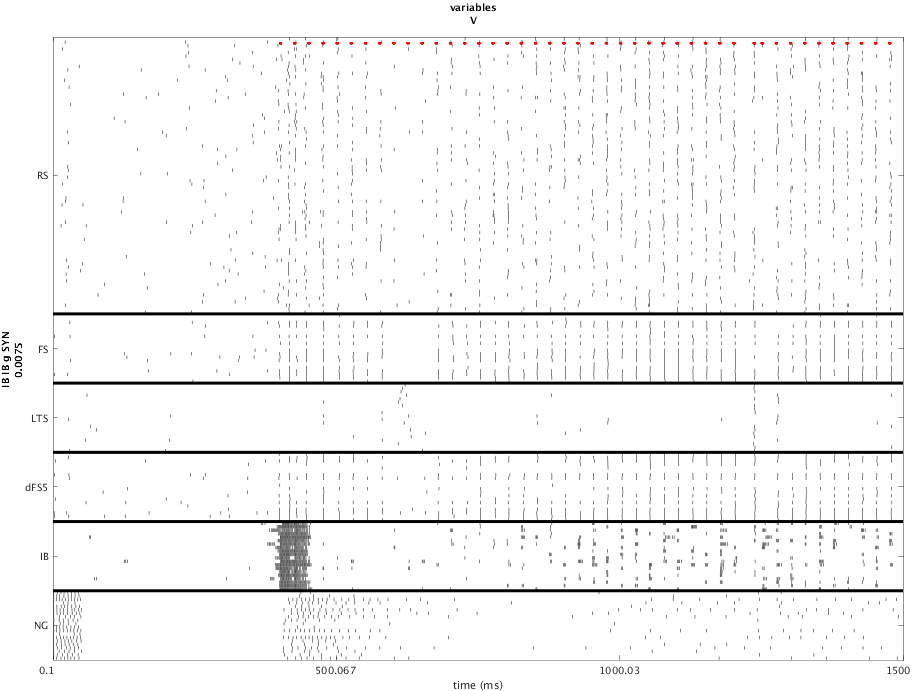 variables
V
RS
FS
LTS
dFS5
IB
NG
IB IB g SYN
0.0075
0.1
500.067
1000.03
1500
time (ms)